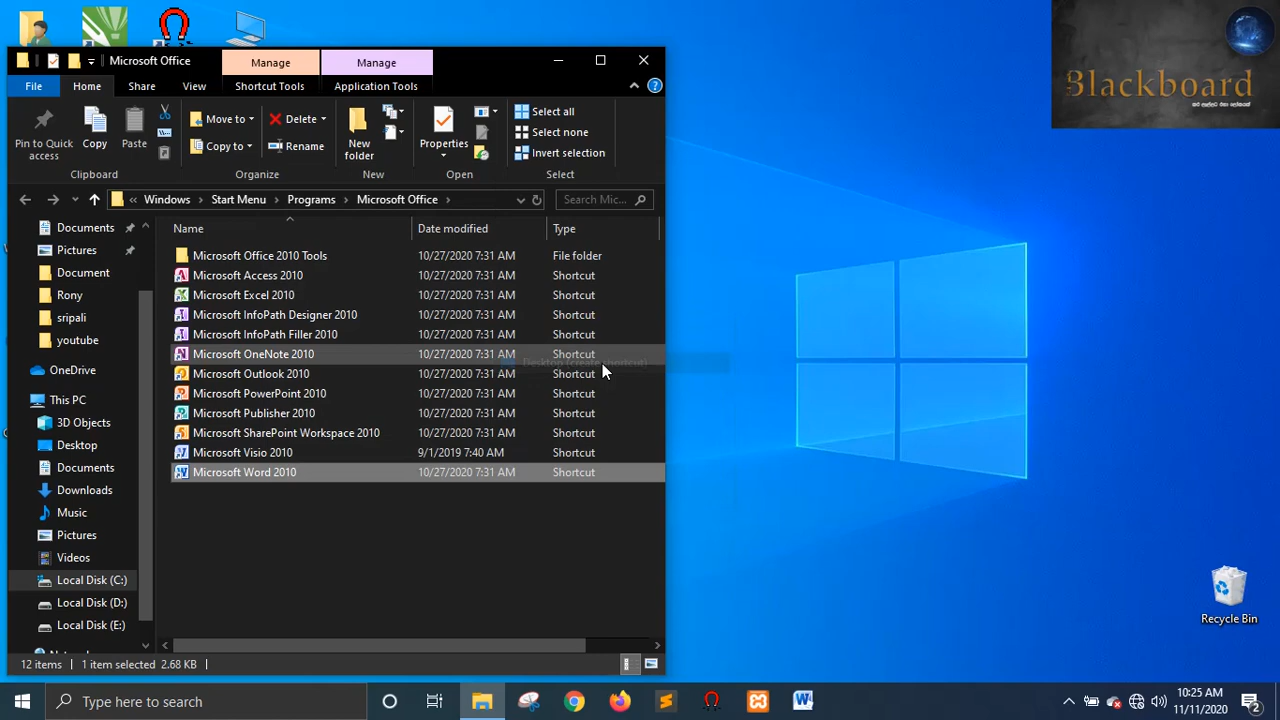 Blackboard
Microsoft Office
Manage
Manage
File
Home
Share
View
Shortcut Tools
Application Tools
Pin to Quick access
Copy
Paste
Move to
Copy to
Delete
Rename
New folder
Properties
Select all
Select none
Invert selection
Clipboard
Organize
New
Open
Select
« Windows > Start Menu > Programs > Microsoft Office >
Search Mic...
Name Date modified Type
Documents
Pictures
Document
Rony
sripali
youtube
OneDrive
This PC
3D Objects
Desktop
Documents
Downloads
Music
Pictures
Videos
Local Disk (C:)
Local Disk (D:)
Local Disk (E:)
Microsoft Office 2010 Tools 10/27/2020 7:31 AM File folder
Microsoft Access 2010 10/27/2020 7:31 AM Shortcut
Microsoft Excel 2010 10/27/2020 7:31 AM Shortcut
Microsoft InfoPath Designer 2010 10/27/2020 7:31 AM Shortcut
Microsoft InfoPath Filler 2010 10/27/2020 7:31 AM Shortcut
Microsoft OneNote 2010 10/27/2020 7:31 AM Shortcut
Desktop (create shortcut)
Microsoft Outlook 2010 10/27/2020 7:31 AM Shortcut
Microsoft PowerPoint 2010 10/27/2020 7:31 AM Shortcut
Microsoft Publisher 2010 10/27/2020 7:31 AM Shortcut
Microsoft SharePoint Workspace 2010 10/27/2020 7:31 AM Shortcut
Microsoft Visio 2010 9/1/2019 7:40 AM Shortcut
Microsoft Word 2010 10/27/2020 7:31 AM Shortcut
12 items 1 item selected 2.68 KB
Recycle Bin
Type here to search
10:25 AM
11/11/2020
2